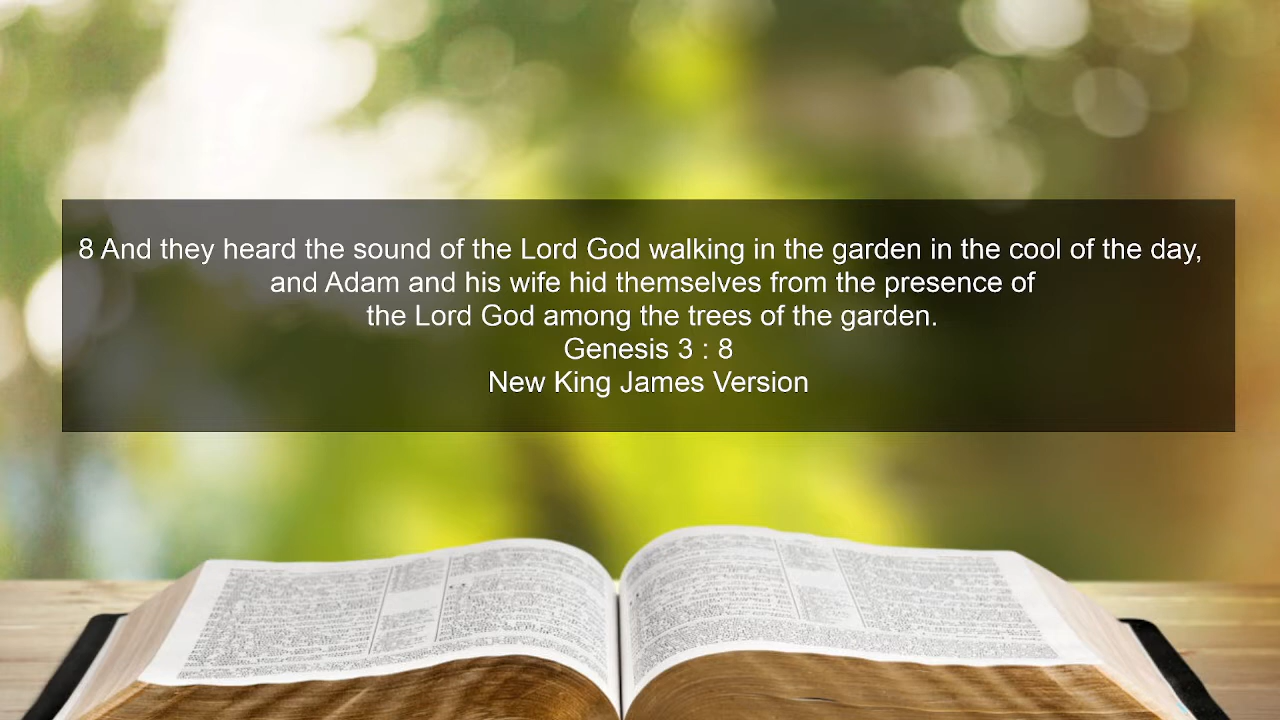 8 And they heard the sound of the Lord God walking in the garden in the cool of the day,
and Adam and his wife hid themselves from the presence of
the Lord God among the trees of the garden.
Genesis 3 : 8
New King James Version